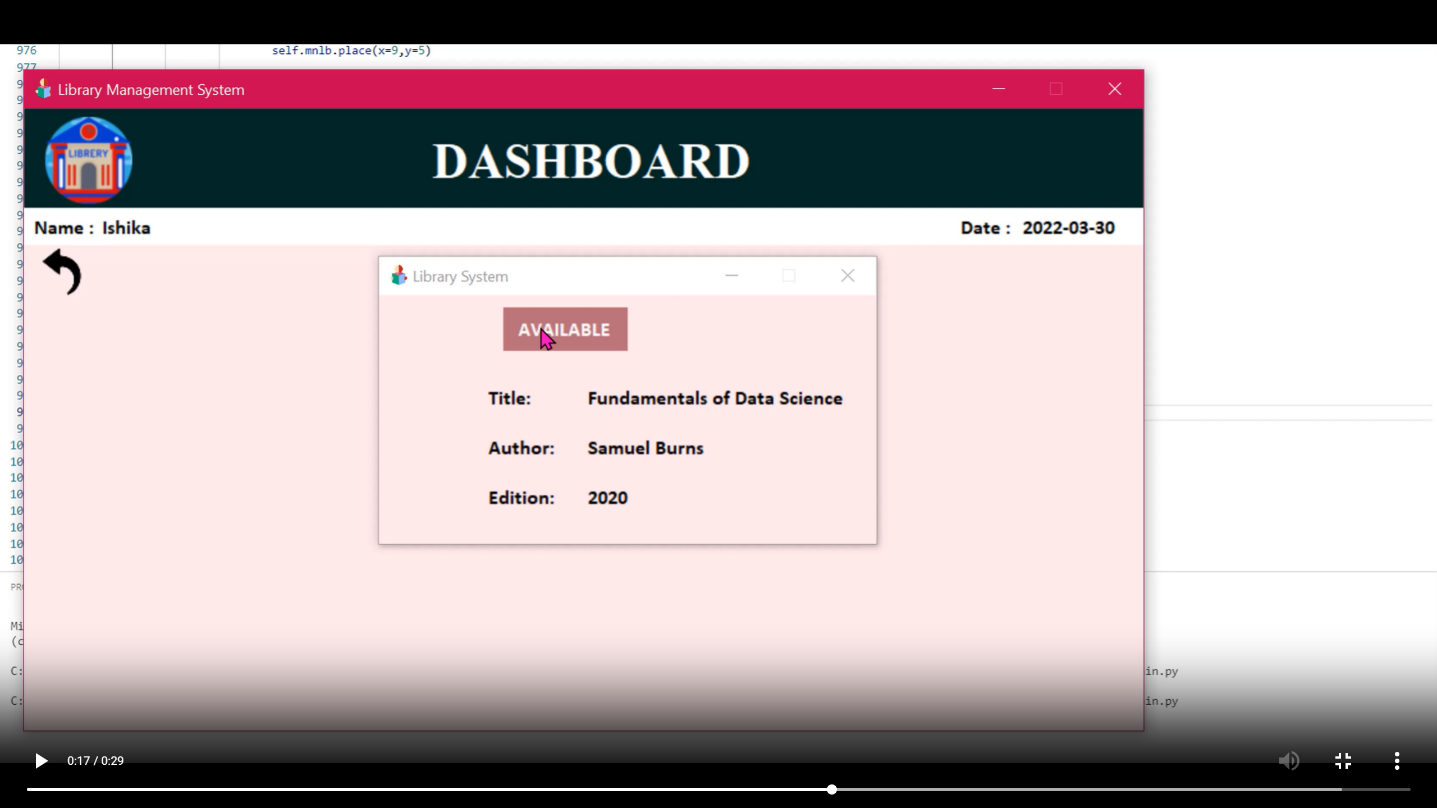 976
self.mnlb.place(x=9,y=5)
977
Library Management System
LIBRERY
DASHBOARD
Name : Ishika
Date : 2022-03-30
Library System
AVAILABLE
Title: Fundamentals of Data Science
Author: Samuel Burns
Edition: 2020
in.py
in.py
0:17 / 0:29